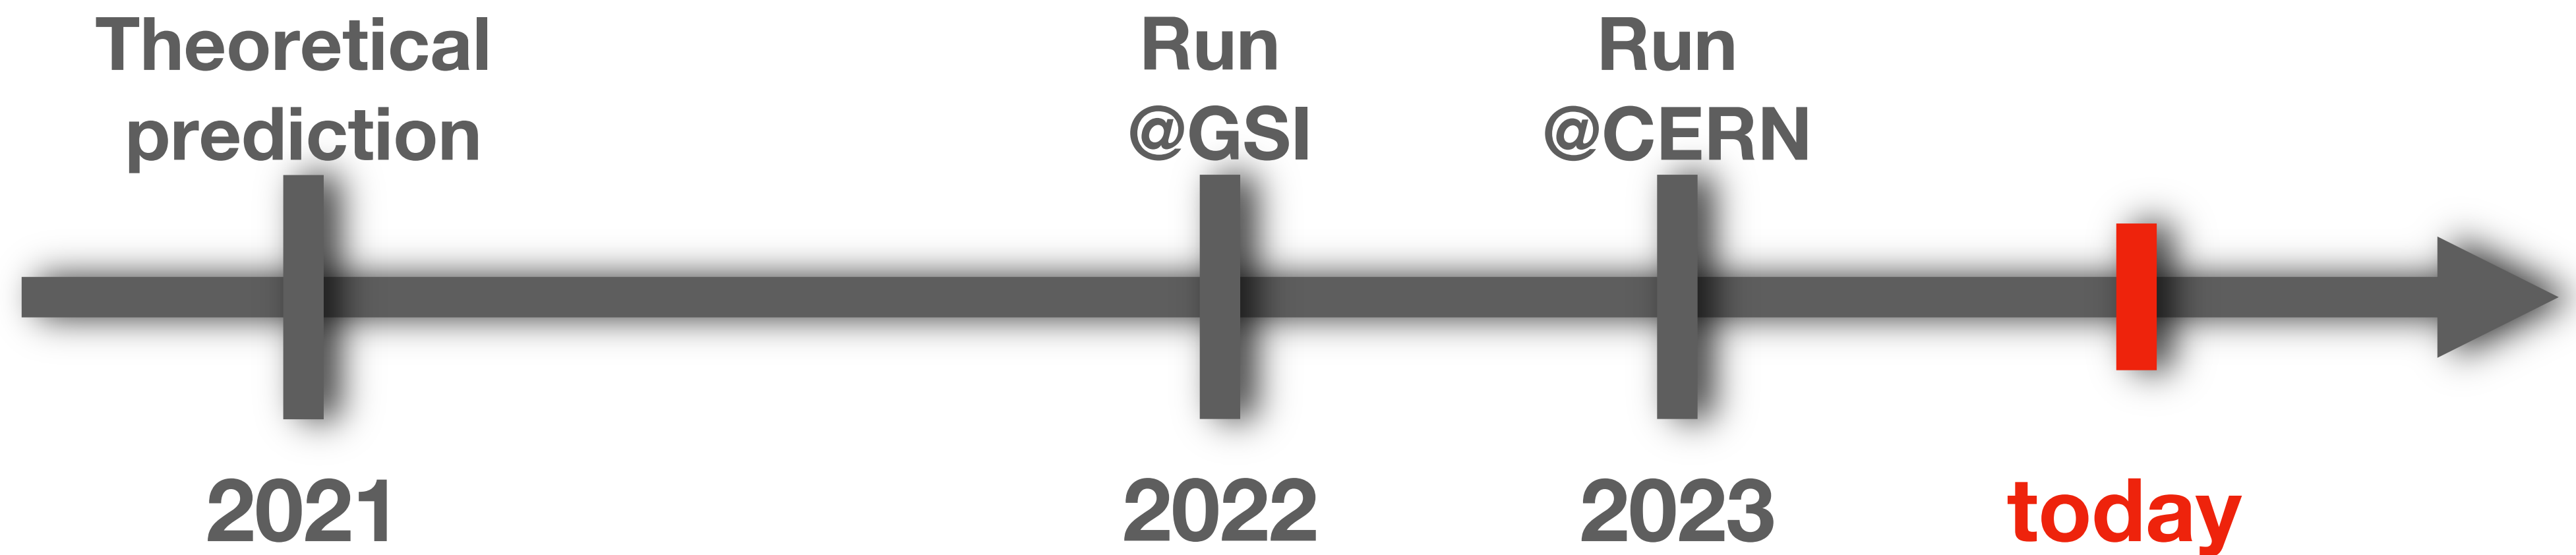 Theoretical
prediction
Run
@GSI
Run
@CERN
2021
2022
2023
today